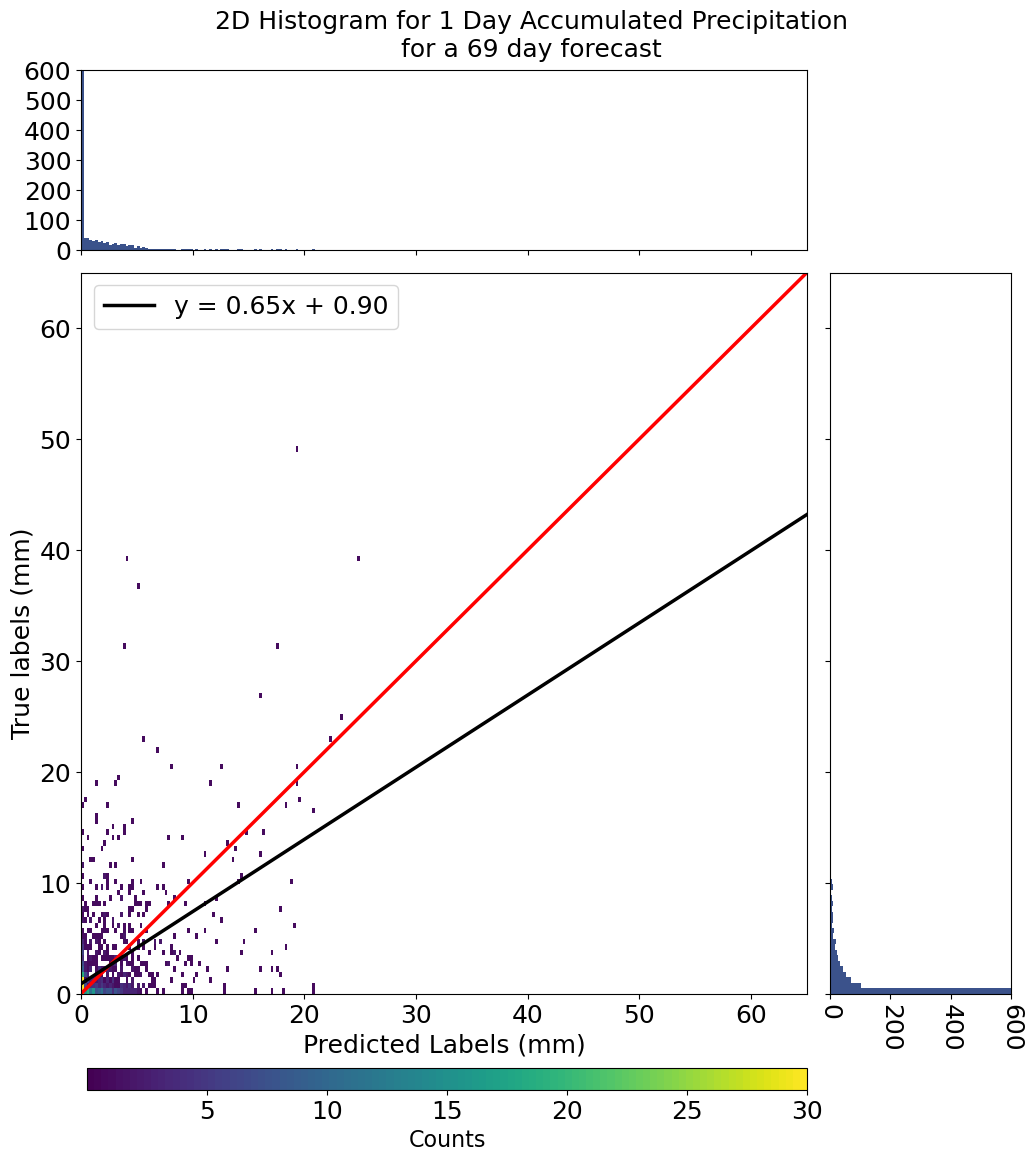 2D Histogram for 1 Day Accumulated Precipitation
for a 69 day forecast
600
500
400
300
200
100
0
y = 0.65x + 0.90
60
50
40
30
20
10
0
True labels (mm)
0 10 20 30 40 50 60
Predicted Labels (mm)
0 200 400 600
5 10 15 20 25 30
Counts